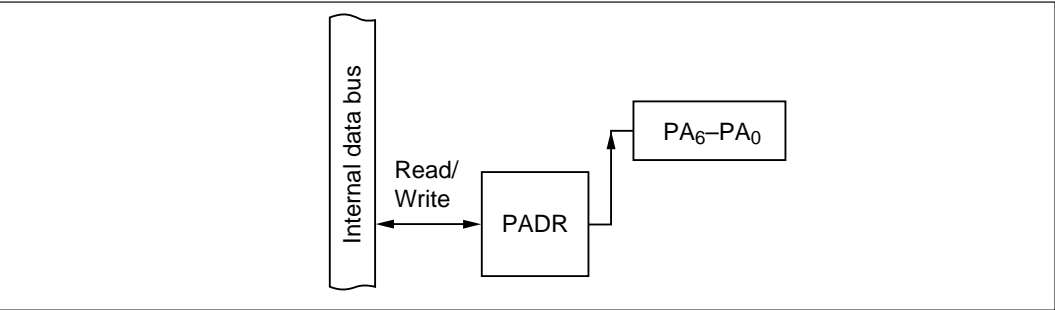 Internal data bus
Read/
Write
PADR
PA₆–PA₀